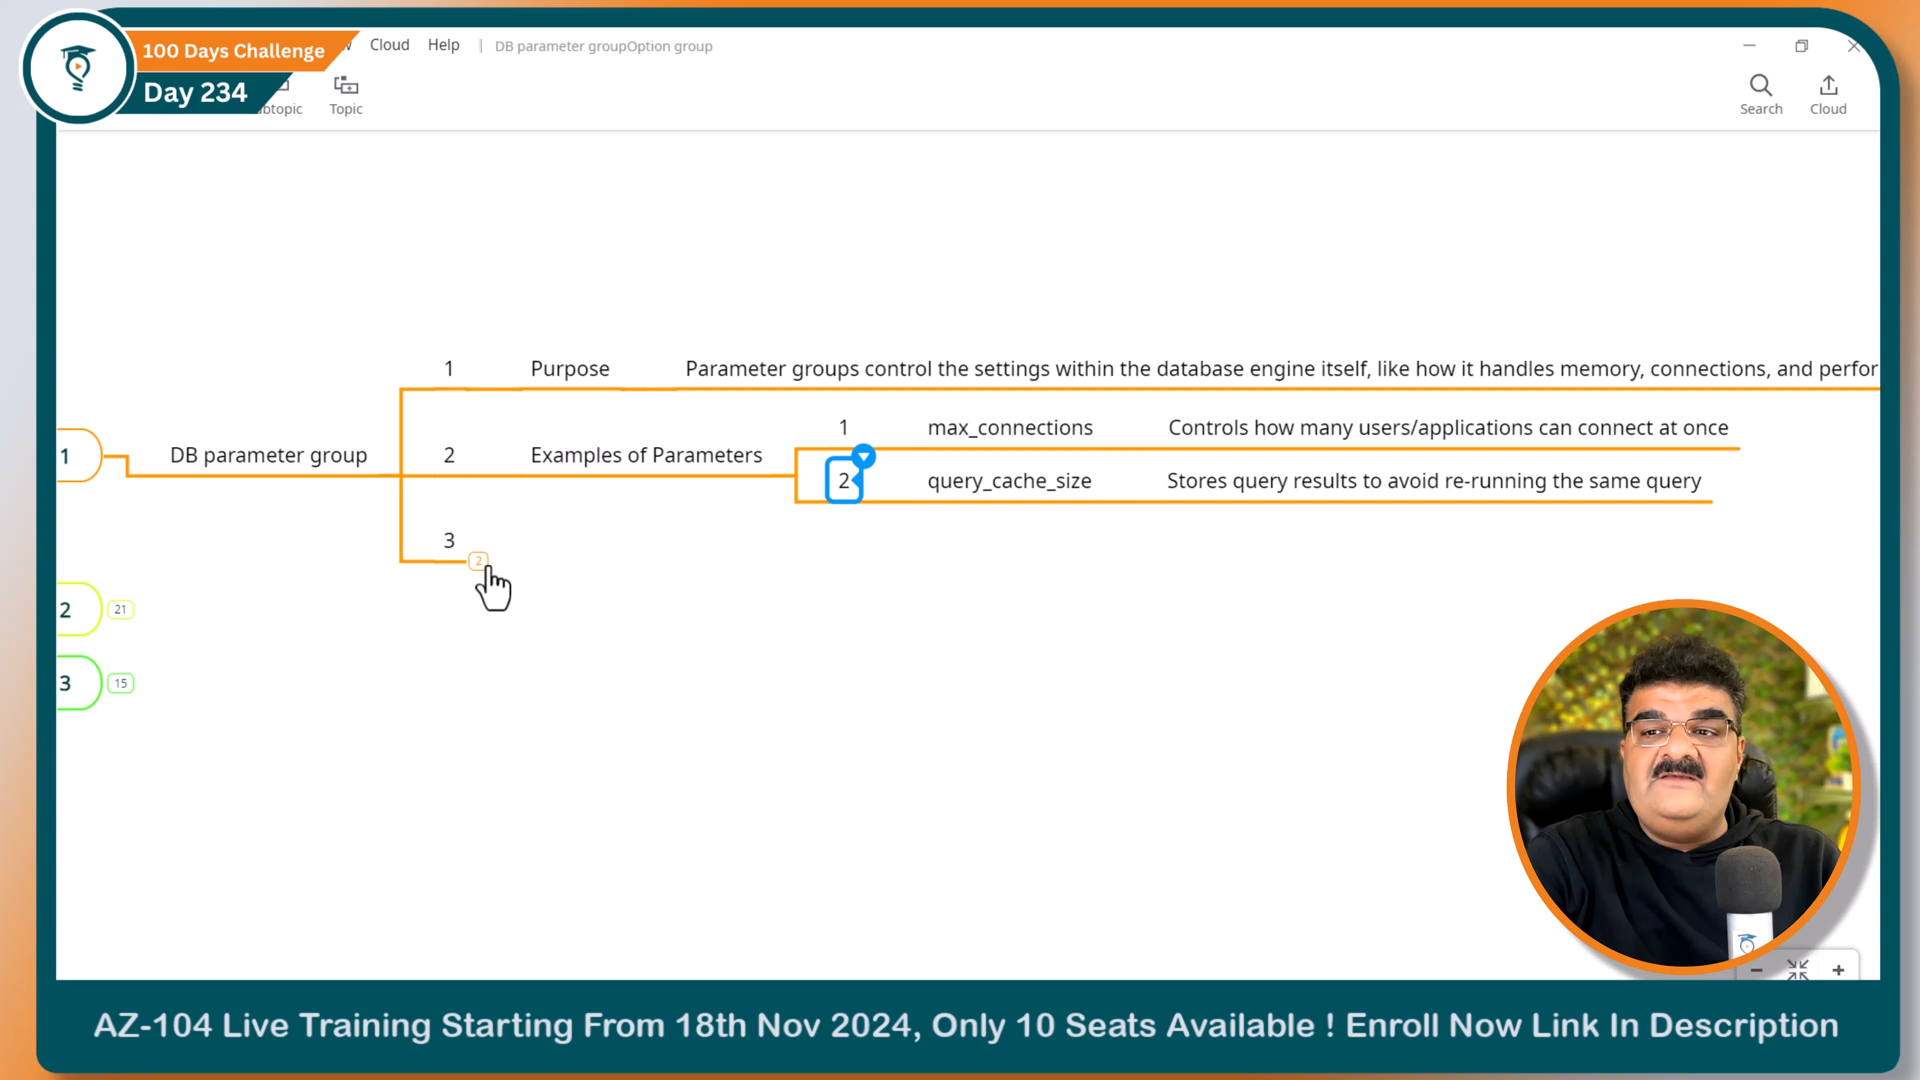 100 Days Challenge
Day 234
Cloud Help | DB parameter groupOption group
btopic
Topic
Search
Cloud
1 Purpose Parameter groups control the settings within the database engine itself, like how it handles memory, connections, and perfor
1 max_connections Controls how many users/applications can connect at once
1 DB parameter group 2 Examples of Parameters
2 query_cache_size Stores query results to avoid re-running the same query
3 2
2 21
3 15
AZ-104 Live Training Starting From 18th Nov 2024, Only 10 Seats Available ! Enroll Now Link In Description